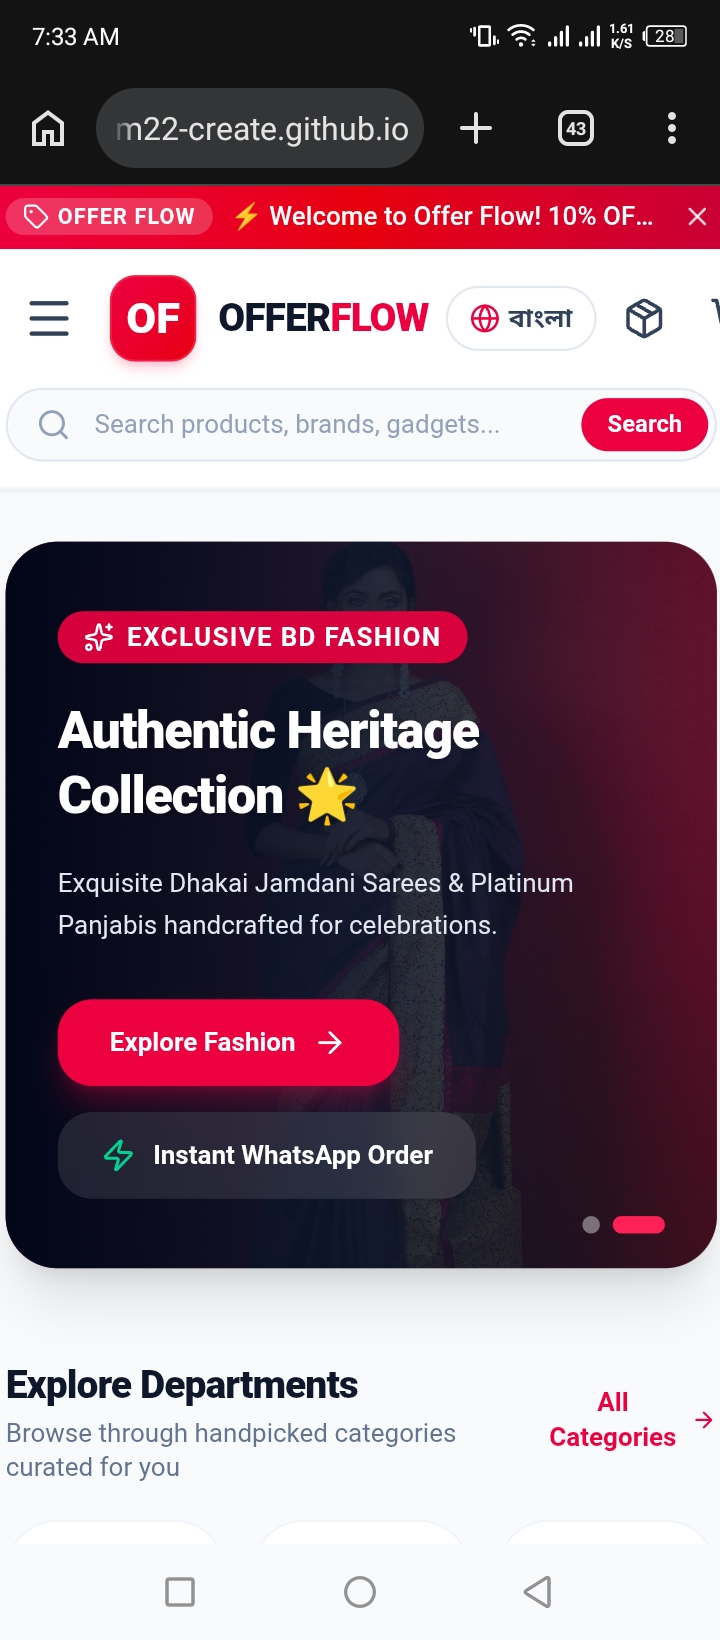 7:33 AM
1.61 K/S
28
m22-create.github.io
43
OFFER FLOW
⚡ Welcome to Offer Flow! 10% OF...
OF
OFFERFLOW
বাংলা
Search products, brands, gadgets...
Search
EXCLUSIVE BD FASHION
Authentic Heritage
Collection 🌟
Exquisite Dhakai Jamdani Sarees & Platinum
Panjabis handcrafted for celebrations.
Explore Fashion →
Instant WhatsApp Order
Explore Departments
Browse through handpicked categories
curated for you
All
Categories →